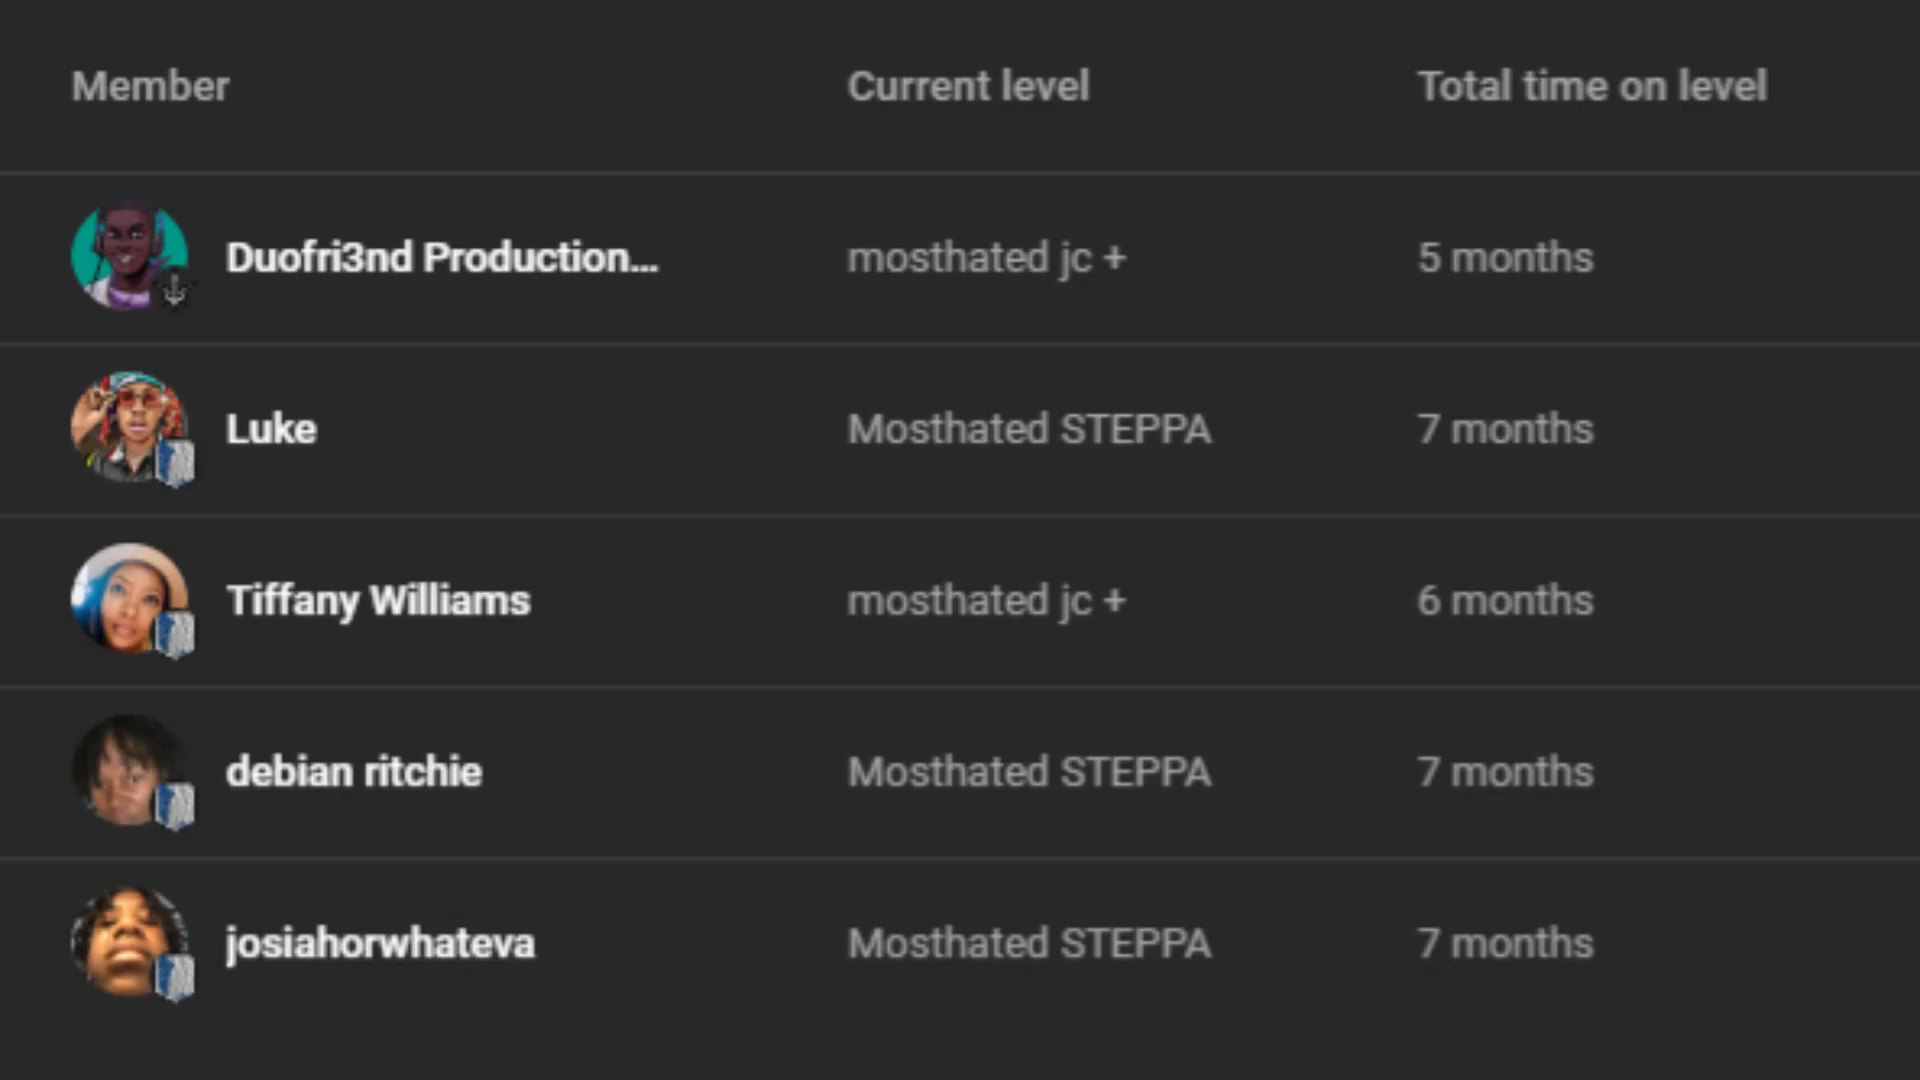 Member Current level Total time on level
Duofri3nd Production... mosthated jc + 5 months
Luke Mosthated STEPPA 7 months
Tiffany Williams mosthated jc + 6 months
debian ritchie Mosthated STEPPA 7 months
josiahorwhateva Mosthated STEPPA 7 months